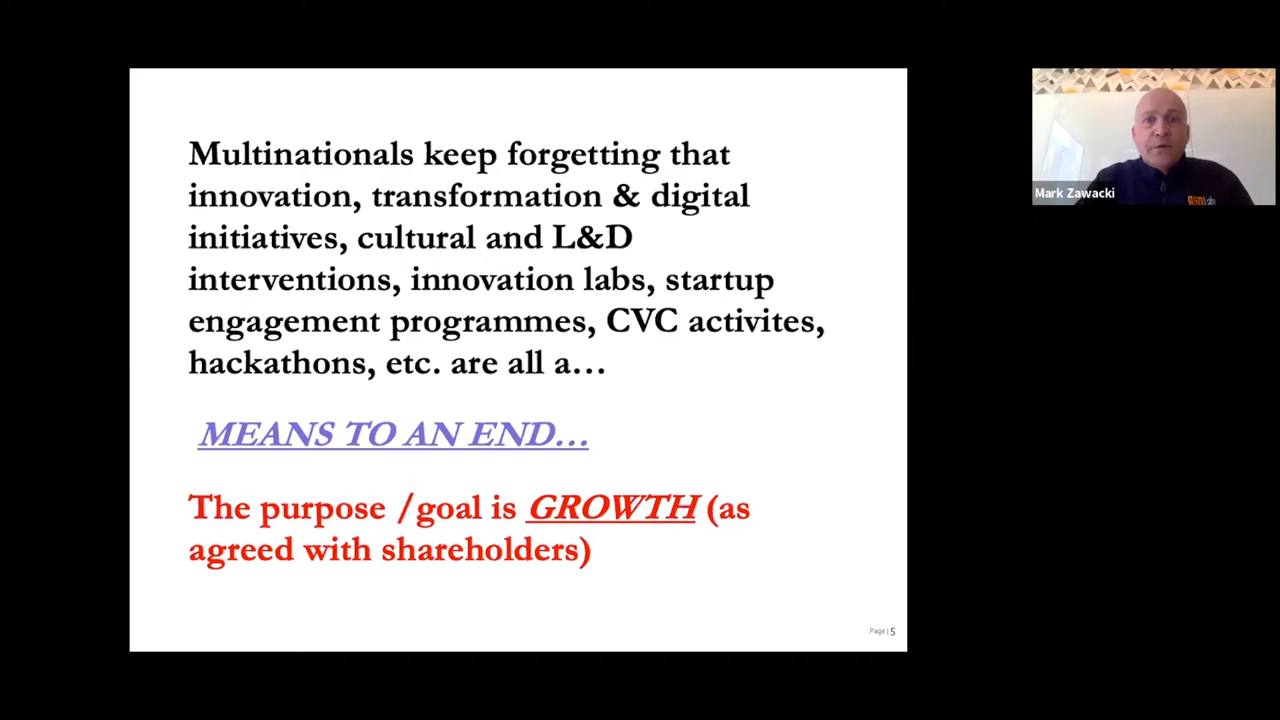 Multinationals keep forgetting that
innovation, transformation & digital
initiatives, cultural and L&D
interventions, innovation labs, startup
engagement programmes, CVC activites,
hackathons, etc. are all a…
MEANS TO AN END…
The purpose /goal is GROWTH (as
agreed with shareholders)
Page | 5
Mark Zawacki